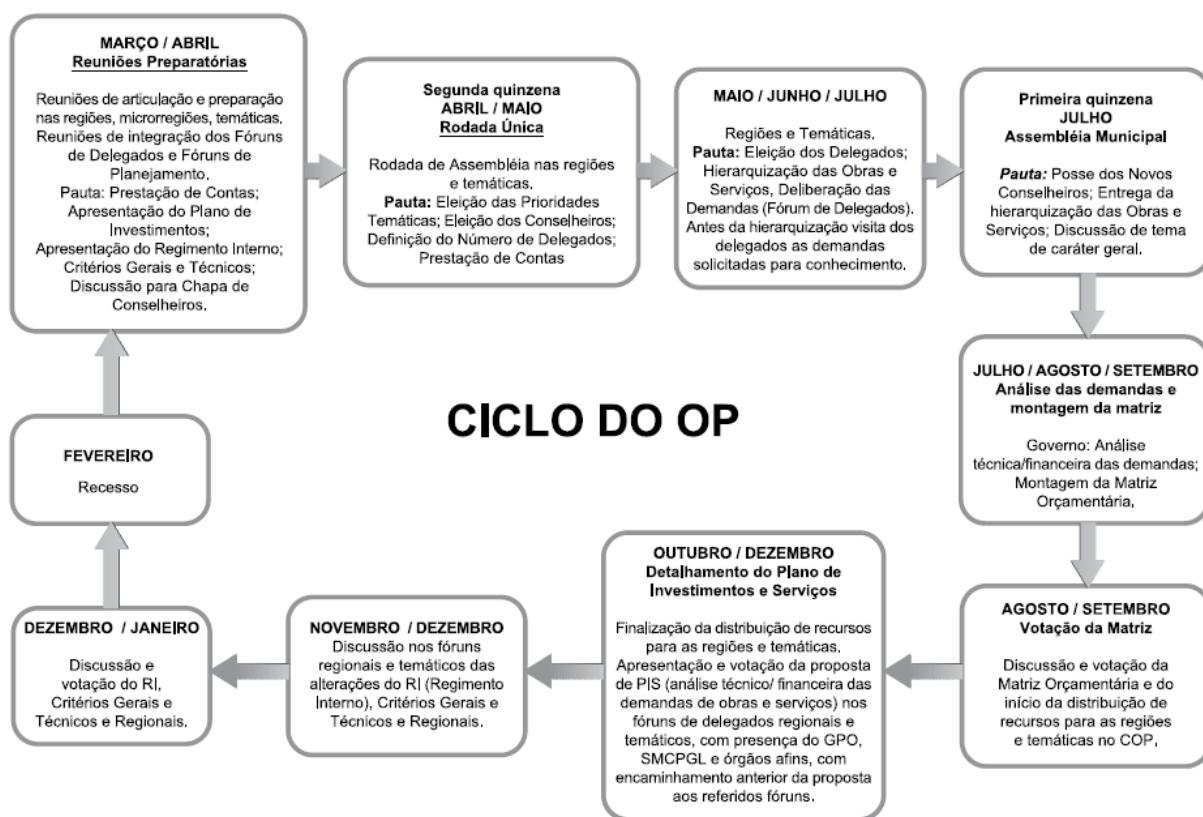 MARÇO / ABRIL
Reuniões Preparatórias
Reuniões de articulação e preparação
nas regiões, microrregiões, temáticas.
Reuniões de integração dos Fóruns
de Delegados e Fóruns de
Planejamento.
Pauta: Prestação de Contas;
Apresentação do Plano de
Investimentos;
Apresentação do Regimento Interno;
Critérios Gerais e Técnicos;
Discussão para Chapa de
Conselheiros.
Segunda quinzena
ABRIL / MAIO
Rodada Única
Rodada de Assembléia nas regiões
e temáticas.
Pauta: Eleição das Prioridades
Temáticas; Eleição dos Conselheiros;
Definição do Número de Delegados;
Prestação de Contas
MAIO / JUNHO / JULHO
Regiões e Temáticas.
Pauta: Eleição dos Delegados;
Hierarquização das Obras e
Serviços, Deliberação das
Demandas (Fórum de Delegados).
Antes da hierarquização visita dos
delegados as demandas
solicitadas para conhecimento.
Primeira quinzena
JULHO
Assembléia Municipal
Pauta: Posse dos Novos
Conselheiros; Entrega da
hierarquização das Obras e
Serviços; Discussão de tema
de caráter geral.
JULHO / AGOSTO / SETEMBRO
Análise das demandas e
montagem da matriz
Governo: Análise
técnica/financeira das demandas;
Montagem da Matriz
Orçamentária.
AGOSTO / SETEMBRO
Votação da Matriz
Discussão e votação da
Matriz Orçamentária e do
início da distribuição de
recursos para as regiões
e temáticas no COP.
OUTUBRO / DEZEMBRO
Detalhamento do Plano de
Investimentos e Serviços
Finalização da distribuição de recursos
para as regiões e temáticas.
Apresentação e votação da proposta
de PIS (análise técnico/ financeira das
demandas de obras e serviços) nos
fóruns de delegados regionais e
temáticos, com presença do GPO,
SMCPGL e órgãos afins, com
encaminhamento anterior da proposta
aos referidos fóruns.
NOVEMBRO / DEZEMBRO
Discussão nos fóruns
regionais e temáticos das
alterações do RI (Regimento
Interno), Critérios Gerais e
Técnicos e Regionais.
DEZEMBRO / JANEIRO
Discussão e
votação do RI,
Critérios Gerais e
Técnicos e Regionais.
FEVEREIRO
Recesso
CICLO DO OP